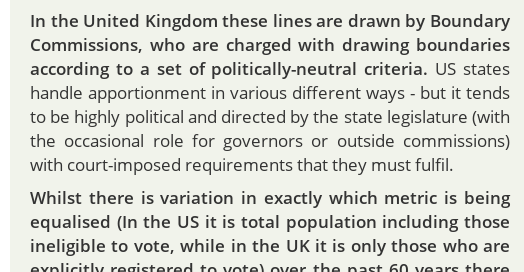 In the United Kingdom these lines are drawn by Boundary
Commissions, who are charged with drawing boundaries
according to a set of politically-neutral criteria. US states
handle apportionment in various different ways - but it tends
to be highly political and directed by the state legislature (with
the occasional role for governors or outside commissions)
with court-imposed requirements that they must fulfil.
Whilst there is variation in exactly which metric is being
equalised (In the US it is total population including those
ineligible to vote, while in the UK it is only those who are
explicitly registered to vote) over the past 60 years there